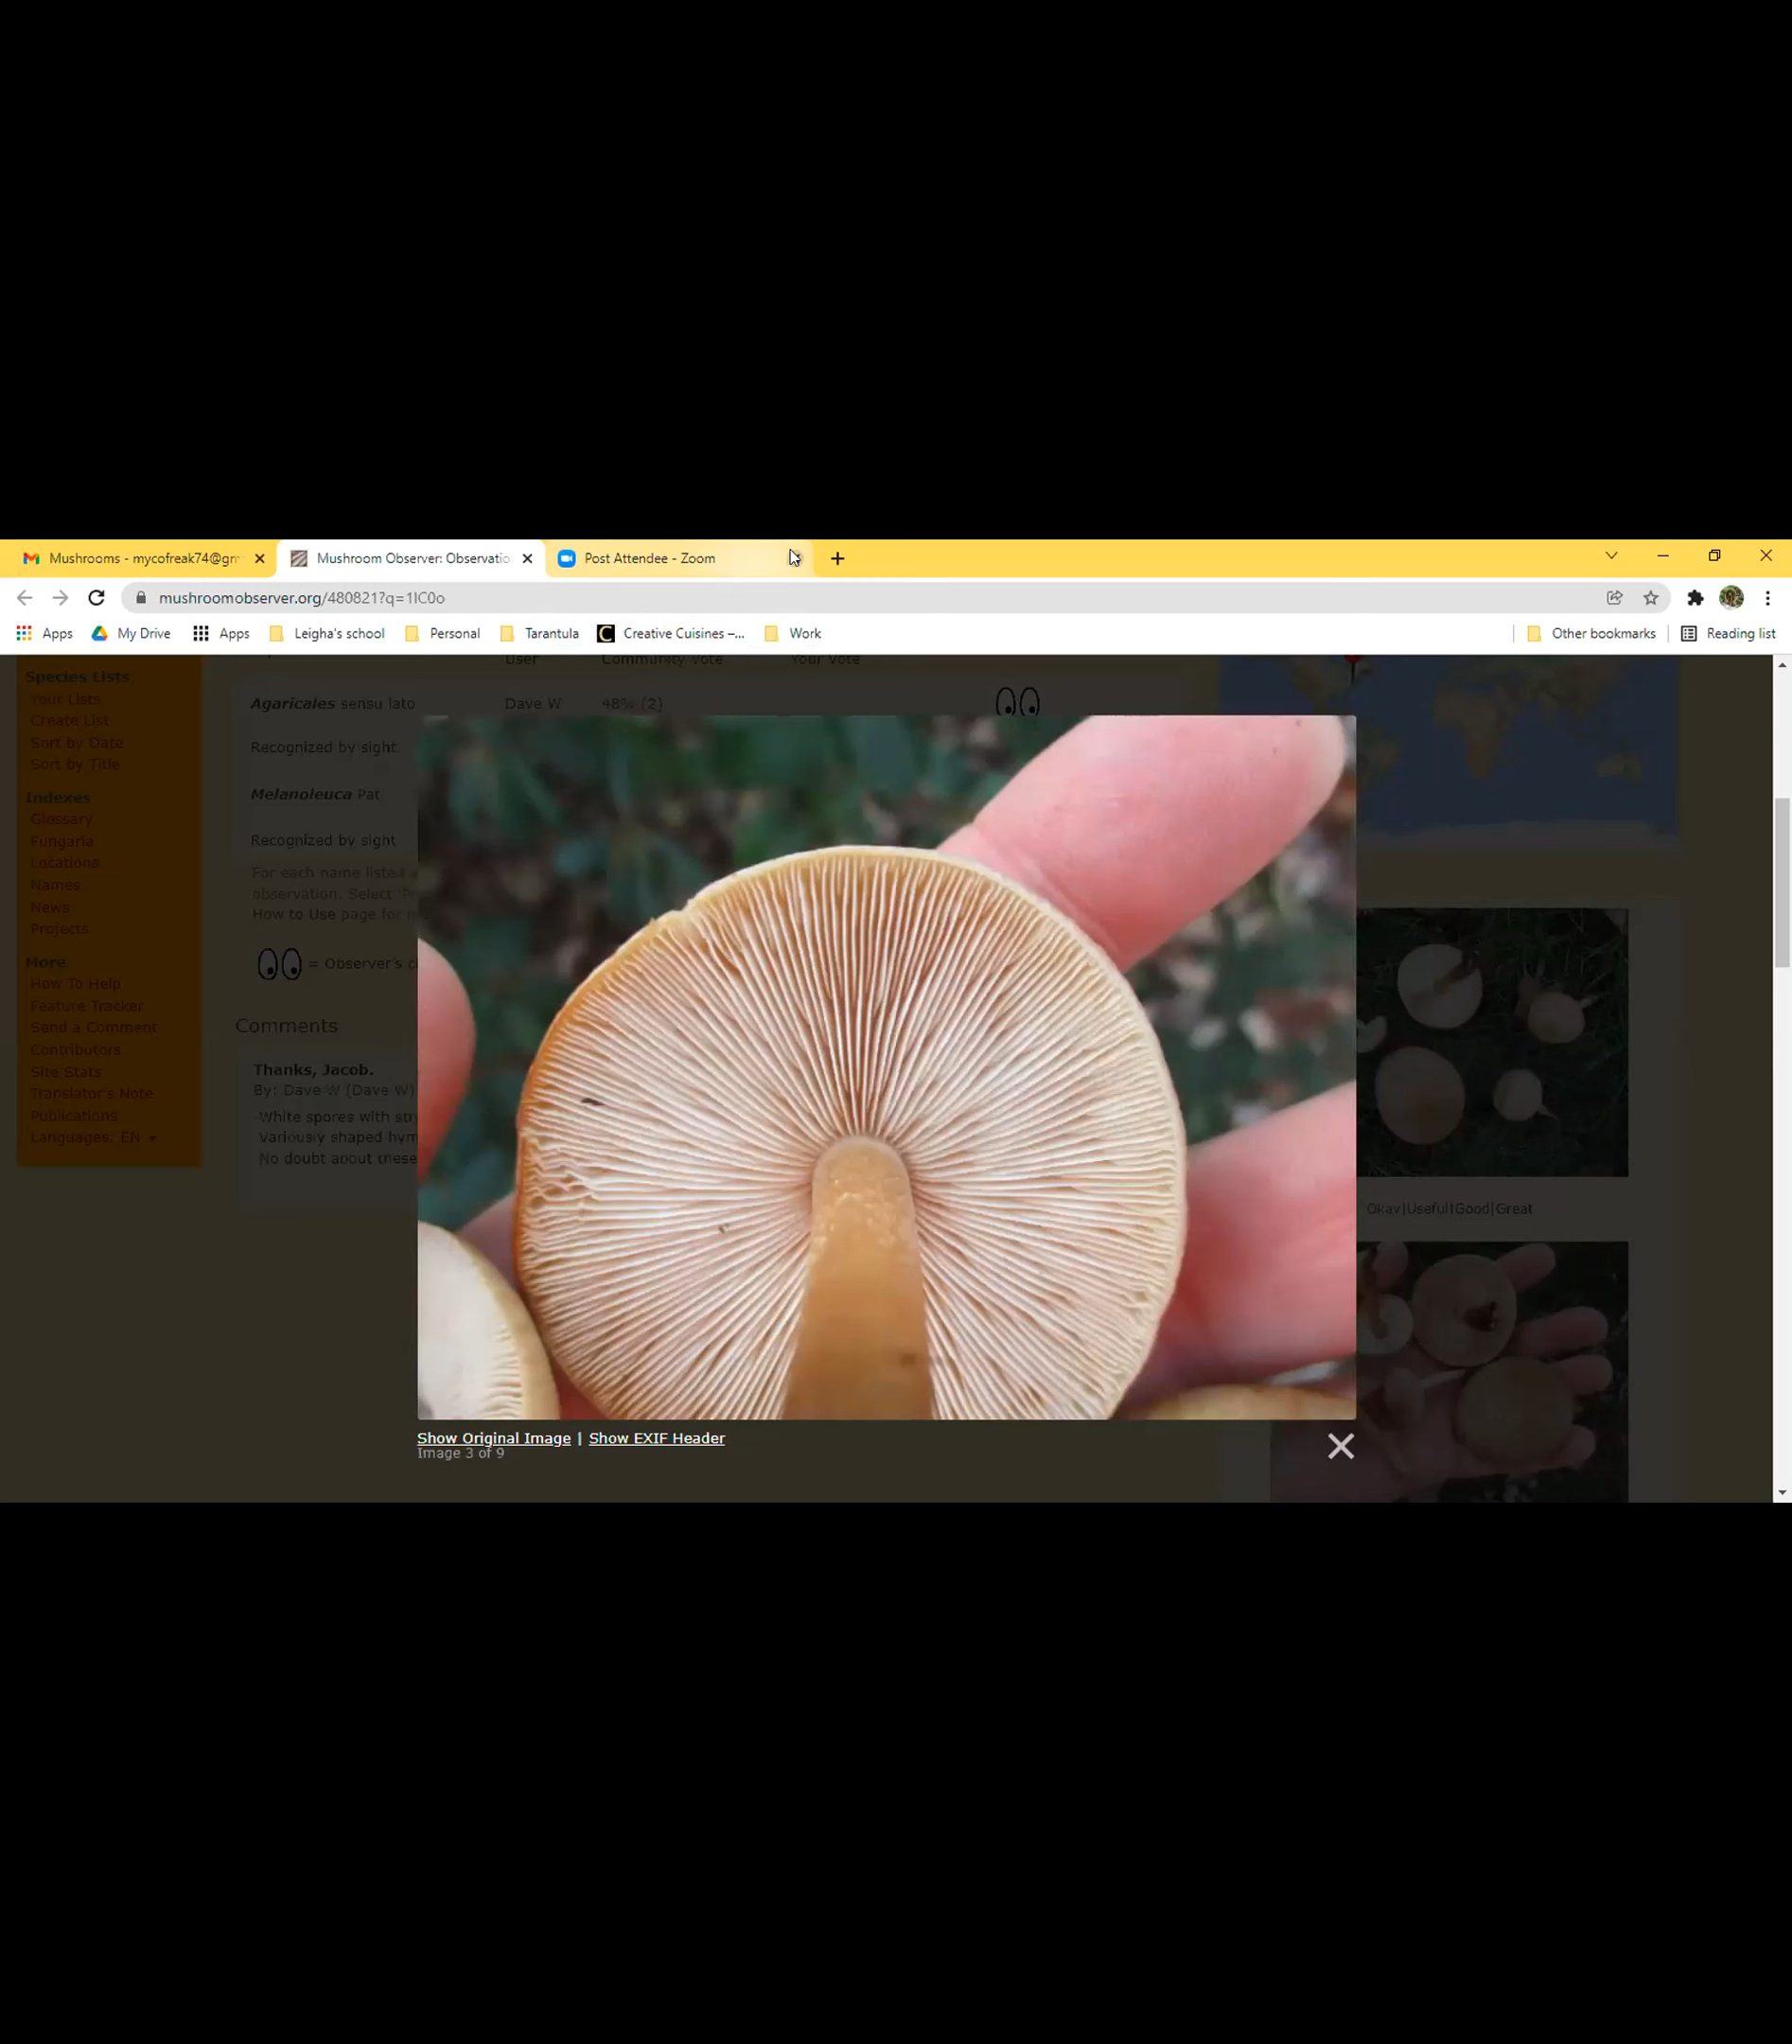 Mushrooms - mycofreak74@gm
Mushroom Observer: Observatio
Post Attendee - Zoom
mushroomobserver.org/480821?q=1lC0o
Apps
My Drive
Apps
Leigha's school
Personal
Tarantula
Creative Cuisines –...
Work
Other bookmarks
Reading list
User Community Vote Your Vote
Species Lists
Your Lists
Create List
Sort by Date
Sort by Title
Indexes
Glossary
Fungaria
Locations
Names
News
Projects
More
How To Help
Feature Tracker
Send a Comment
Contributors
Site Stats
Translator's Note
Publications
Languages: EN
Agaricales sensu lato Dave W 48% (2)
Recognized by sight
Melanoleuca Pat
Recognized by sight
For each name listed
observation. Select
How to Use page for
= Observer's c
Comments
Thanks, Jacob.
By: Dave W (Dave W)
White spores with
Variously shaped
No doubt about these
Okay|Useful|Good|Great
Show Original Image | Show EXIF Header
Image 3 of 9